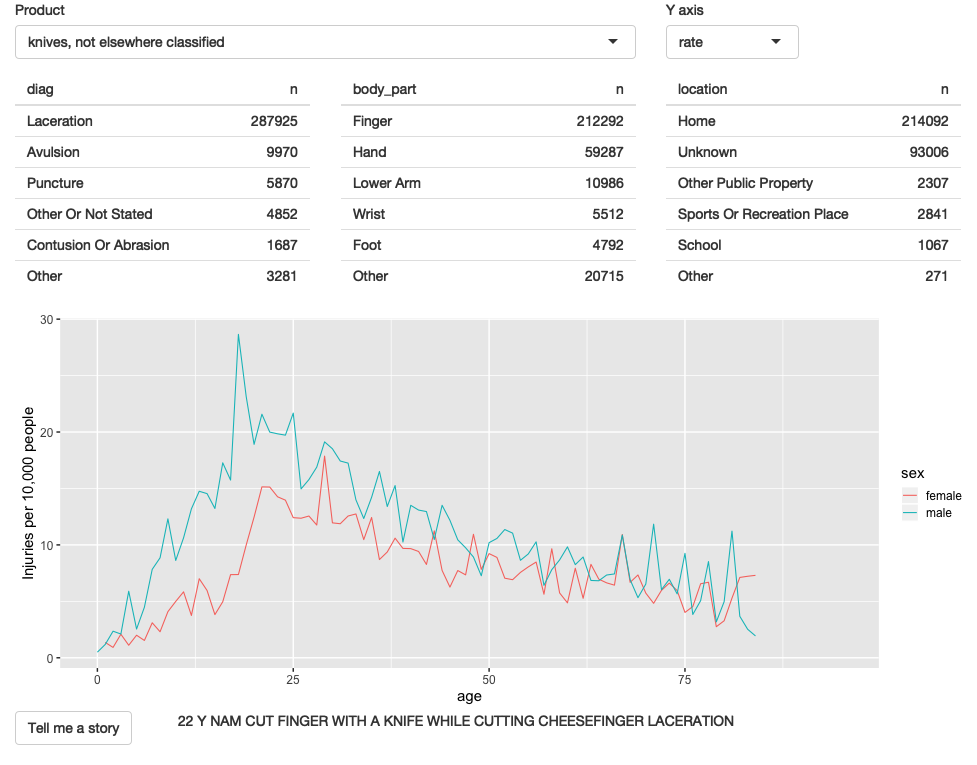 Product
Y axis
knives, not elsewhere classified
rate
diag n
Laceration 287925
Avulsion 9970
Puncture 5870
Other Or Not Stated 4852
Contusion Or Abrasion 1687
Other 3281
body_part n
Finger 212292
Hand 59287
Lower Arm 10986
Wrist 5512
Foot 4792
Other 20715
location n
Home 214092
Unknown 93006
Other Public Property 2307
Sports Or Recreation Place 2841
School 1067
Other 271
30
20
10
0
Injuries per 10,000 people
0 25 50 75
age
sex
female
male
Tell me a story
22 Y NAM CUT FINGER WITH A KNIFE WHILE CUTTING CHEESEFINGER LACERATION